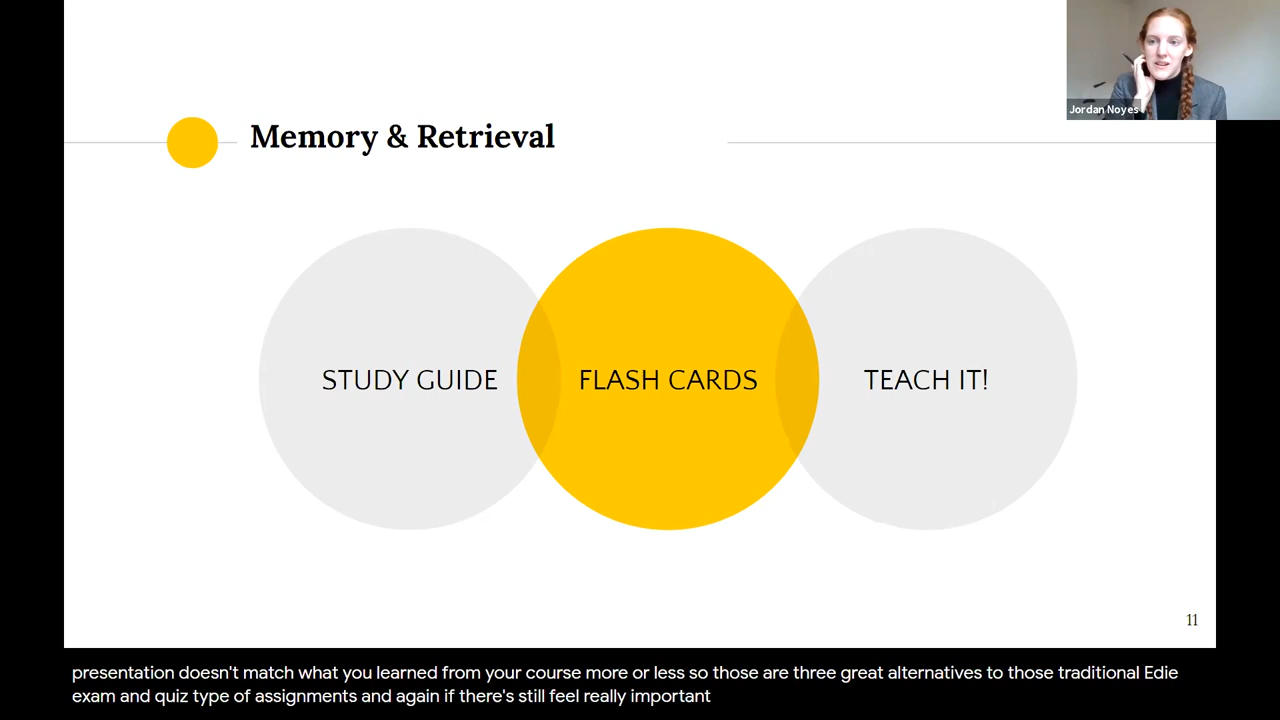 Jordan Noyes
Memory & Retrieval
STUDY GUIDE
FLASH CARDS
TEACH IT!
11
presentation doesn't match what you learned from your course more or less so those are three great alternatives to those traditional Edie
exam and quiz type of assignments and again if there's still feel really important